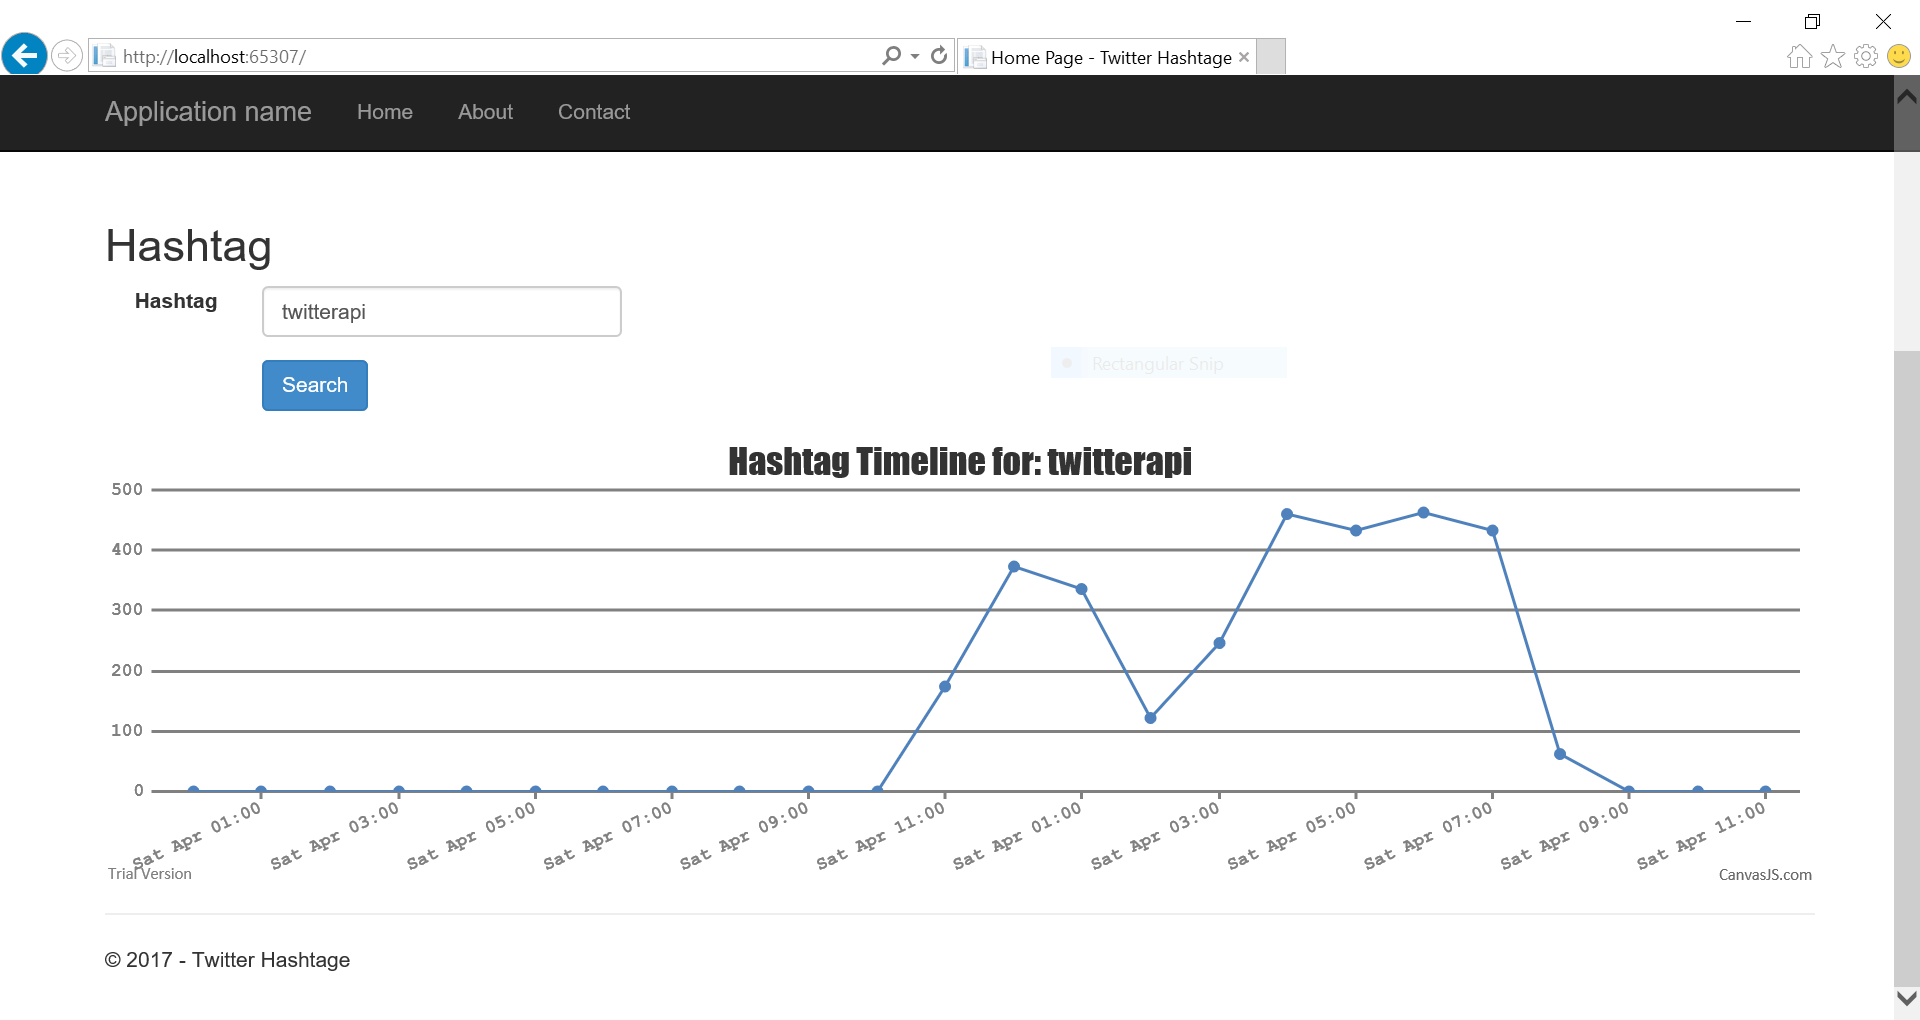 http://localhost:65307/
Home Page - Twitter Hashtage
Application name Home About Contact
Hashtag
Hashtag twitterapi
Rectangular Snip
Search
Hashtag Timeline for: twitterapi
500
400
300
200
100
0
Sat Apr 01:00 Sat Apr 03:00 Sat Apr 05:00 Sat Apr 07:00 Sat Apr 09:00 Sat Apr 11:00 Sat Apr 01:00 Sat Apr 03:00 Sat Apr 05:00 Sat Apr 07:00 Sat Apr 09:00 Sat Apr 11:00
Trial Version CanvasJS.com
© 2017 - Twitter Hashtage